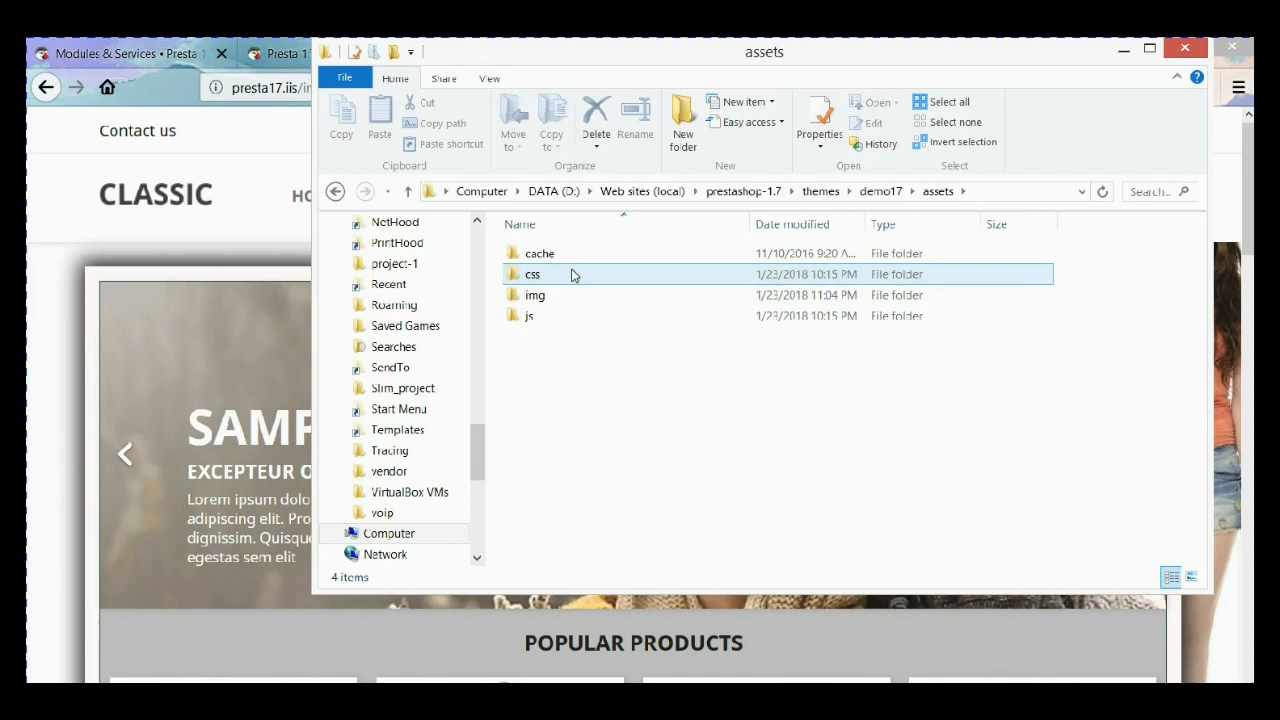 assets
Modules & Services • Presta 1
Presta 1
File
Home
Share
View
presta17.iis/i
Contact us
Copy
Paste
Cut
Copy path
Paste shortcut
Move to
Copy to
Delete
Rename
New folder
New item
Easy access
Properties
Open
Edit
History
Select all
Select none
Invert selection
Clipboard
Organize
New
Open
Select
CLASSIC
HO
Computer
DATA (D:)
Web sites (local)
prestashop-1.7
themes
demo17
assets
Search...
Name
Date modified
Type
Size
cache 11/10/2016 9:20 A... File folder
css 1/23/2018 10:15 PM File folder
img 1/23/2018 11:04 PM File folder
js 1/23/2018 10:15 PM File folder
NetHood
PrintHood
project-1
Recent
Roaming
Saved Games
Searches
SendTo
Slim_project
Start Menu
Templates
Tracing
vendor
VirtualBox VMs
voip
Computer
Network
4 items
SAMP
EXCEPTEUR O
Lorem ipsum dolo
adipiscing elit. Pro
dignissim. Quisque
egestas sem elit
POPULAR PRODUCTS